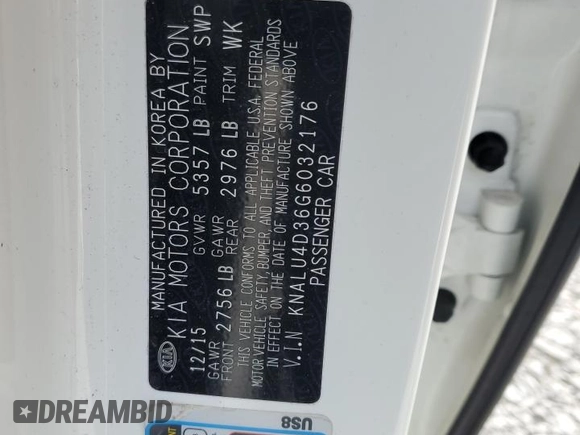 MANUFACTURED IN KOREA BY
KIA MOTORS CORPORATION
12/15 GVWR 5357 LB PAINT SWP
GAWR FRONT 2756 LB GAWR REAR 2976 LB TRIM WK
THIS VEHICLE CONFORMS TO ALL APPLICABLE U.S.A. FEDERAL
MOTOR VEHICLE SAFETY, BUMPER, AND THEFT PREVENTION STANDARDS
IN EFFECT ON THE DATE OF MANUFACTURE SHOWN ABOVE
V.I.N KNALU4D36G6032176
PASSENGER CAR
KIA
USB
DREAMBID